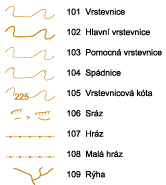 101 Vrstevnice
102 Hlavní vrstevnice
103 Pomocná vrstevnice
104 Spádnice
225 105 Vrstevnicová kóta
106 Sráz
107 Hráz
108 Malá hráz
109 Rýha